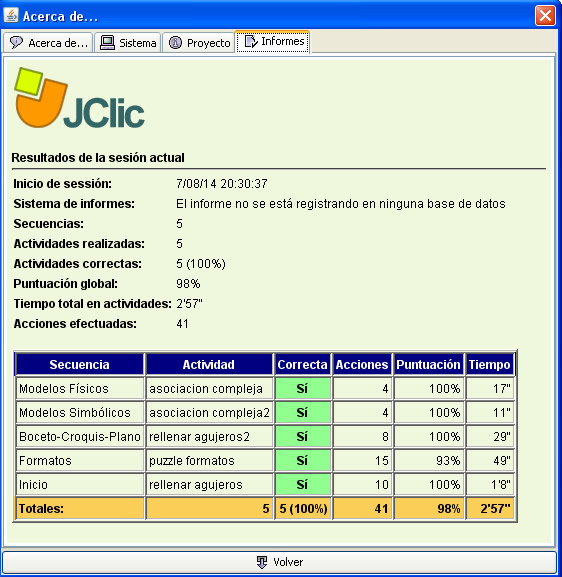 Acerca de...
Acerca de... Sistema Proyecto Informes
JClic
Resultados de la sesión actual
Inicio de sessión: 7/08/14 20:30:37
Sistema de informes: El informe no se está registrando en ninguna base de datos
Secuencias: 5
Actividades realizadas: 5
Actividades correctas: 5 (100%)
Puntuación global: 98%
Tiempo total en actividades: 2'57"
Acciones efectuadas: 41
Secuencia Actividad Correcta Acciones Puntuación Tiempo
Modelos Físicos asociacion compleja Sí 4 100% 17"
Modelos Simbólicos asociacion compleja2 Sí 4 100% 11"
Boceto-Croquis-Plano rellenar agujeros2 Sí 8 100% 29"
Formatos puzzle formatos Sí 15 93% 49"
Inicio rellenar agujeros Sí 10 100% 1'8"
Totales: 5 5 (100%) 41 98% 2'57"
Volver